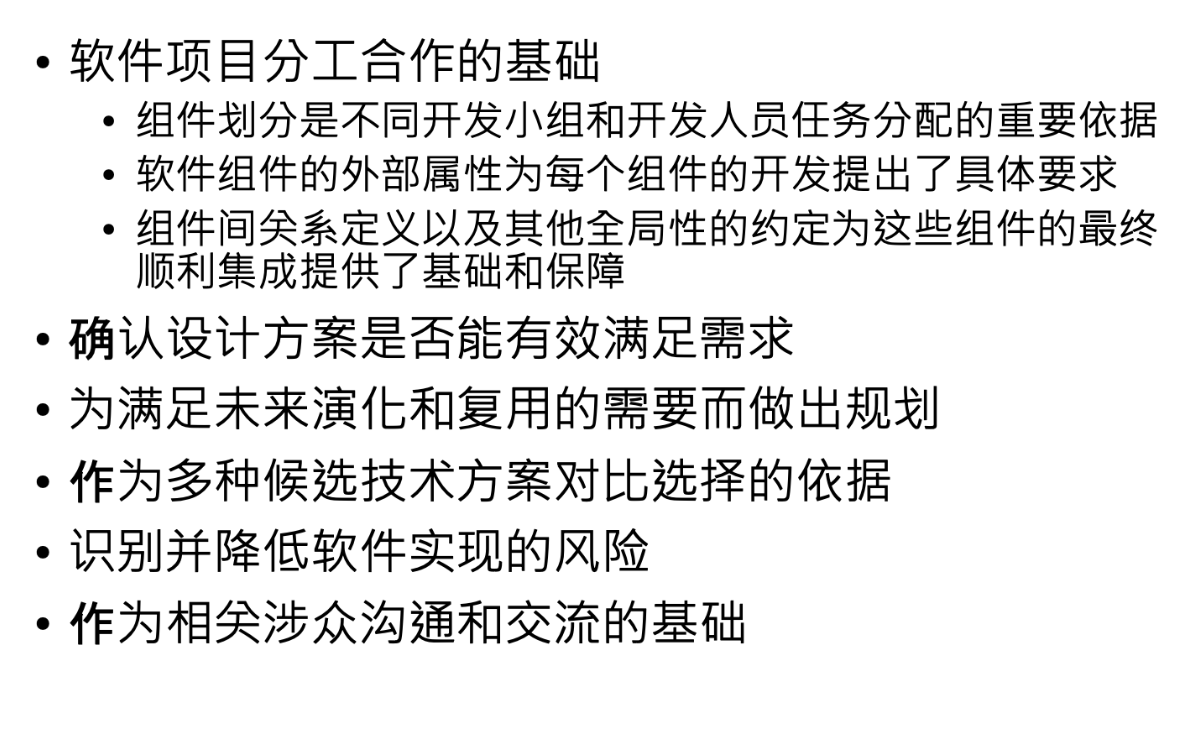 • 软件项目分工合作的基础
• 组件划分是不同开发小组和开发人员任务分配的重要依据
• 软件组件的外部属性为每个组件的开发提出了具体要求
• 组件间关系定义以及其他全局性的约定为这些组件的最终
顺利集成提供了基础和保障
• 确认设计方案是否能有效满足需求
• 为满足未来演化和复用的需要而做出规划
• 作为多种候选技术方案对比选择的依据
• 识别并降低软件实现的风险
• 作为相关涉众沟通和交流的基础